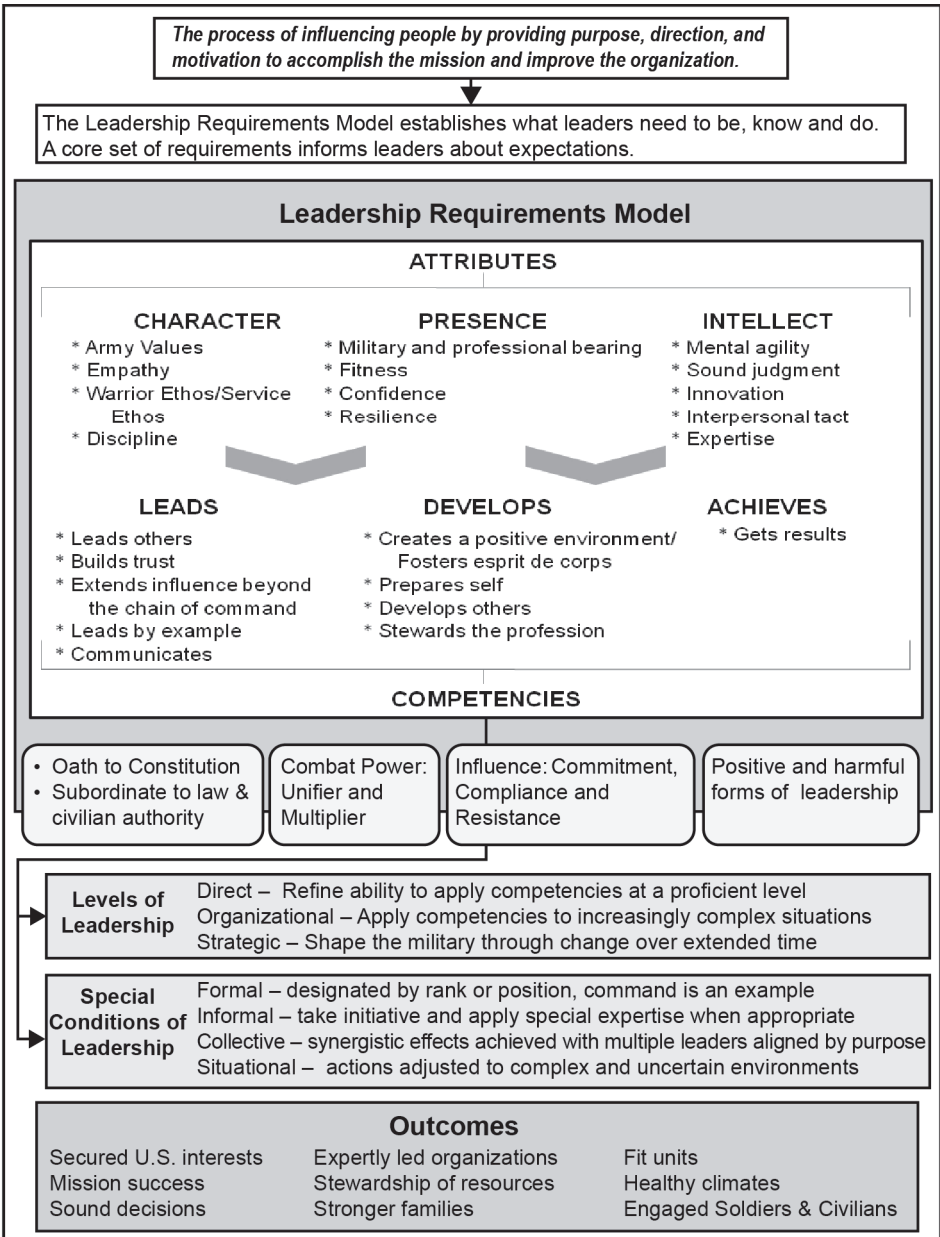 The process of influencing people by providing purpose, direction, and
motivation to accomplish the mission and improve the organization.
The Leadership Requirements Model establishes what leaders need to be, know and do.
A core set of requirements informs leaders about expectations.
Leadership Requirements Model
ATTRIBUTES
CHARACTER
* Army Values
* Empathy
* Warrior Ethos/Service
Ethos
* Discipline
PRESENCE
* Military and professional bearing
* Fitness
* Confidence
* Resilience
INTELLECT
* Mental agility
* Sound judgment
* Innovation
* Interpersonal tact
* Expertise
LEADS
* Leads others
* Builds trust
* Extends influence beyond
the chain of command
* Leads by example
* Communicates
DEVELOPS
* Creates a positive environment/
Fosters esprit de corps
* Prepares self
* Develops others
* Stewards the profession
ACHIEVES
* Gets results
COMPETENCIES
• Oath to Constitution
• Subordinate to law &
civilian authority
Combat Power:
Unifier and
Multiplier
Influence: Commitment,
Compliance and
Resistance
Positive and harmful
forms of leadership
Levels of
Leadership
Direct – Refine ability to apply competencies at a proficient level
Organizational – Apply competencies to increasingly complex situations
Strategic – Shape the military through change over extended time
Special
Conditions of
Leadership
Formal – designated by rank or position, command is an example
Informal – take initiative and apply special expertise when appropriate
Collective – synergistic effects achieved with multiple leaders aligned by purpose
Situational – actions adjusted to complex and uncertain environments
Outcomes
Secured U.S. interests
Mission success
Sound decisions
Expertly led organizations
Stewardship of resources
Stronger families
Fit units
Healthy climates
Engaged Soldiers & Civilians